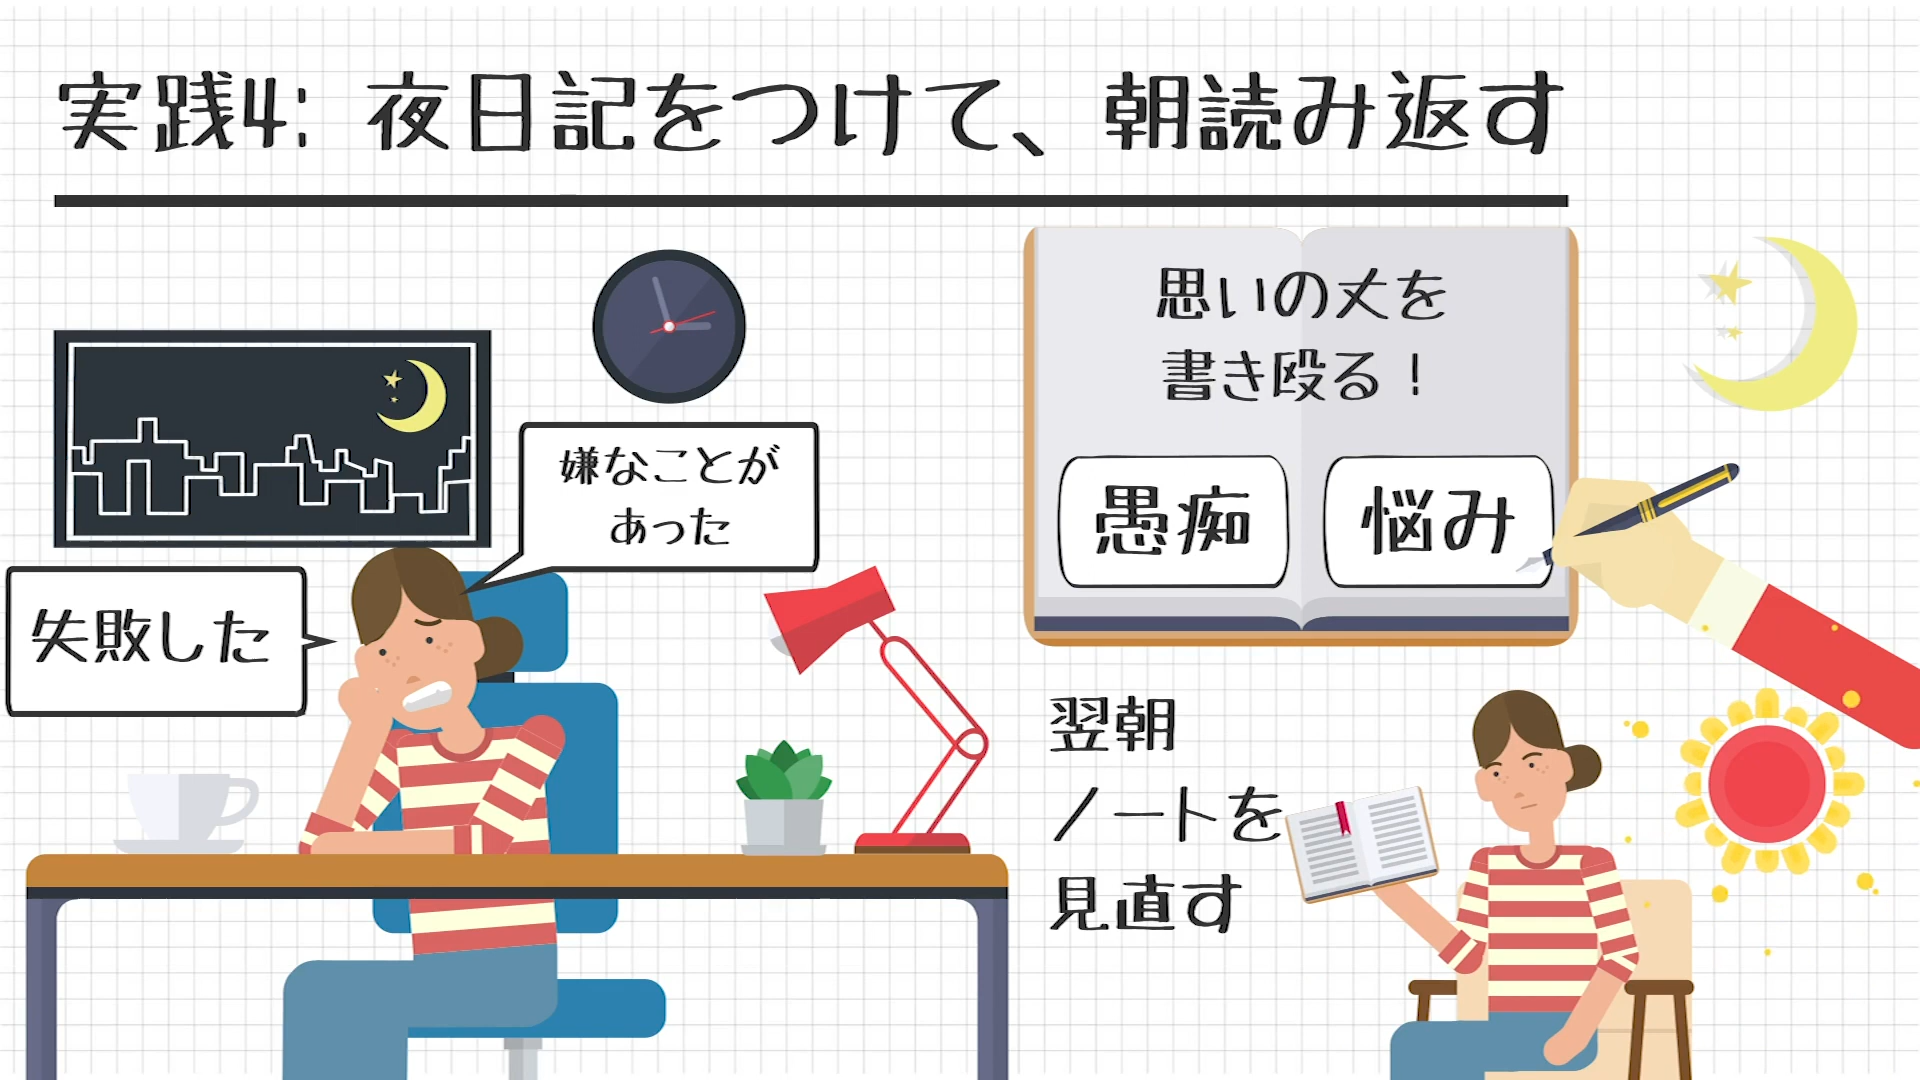 実践4: 夜日記をつけて、朝読み返す
嫌なことが
あった
失敗した
思いの丈を
書き殴る！
愚痴
悩み
翌朝
ノートを
見直す